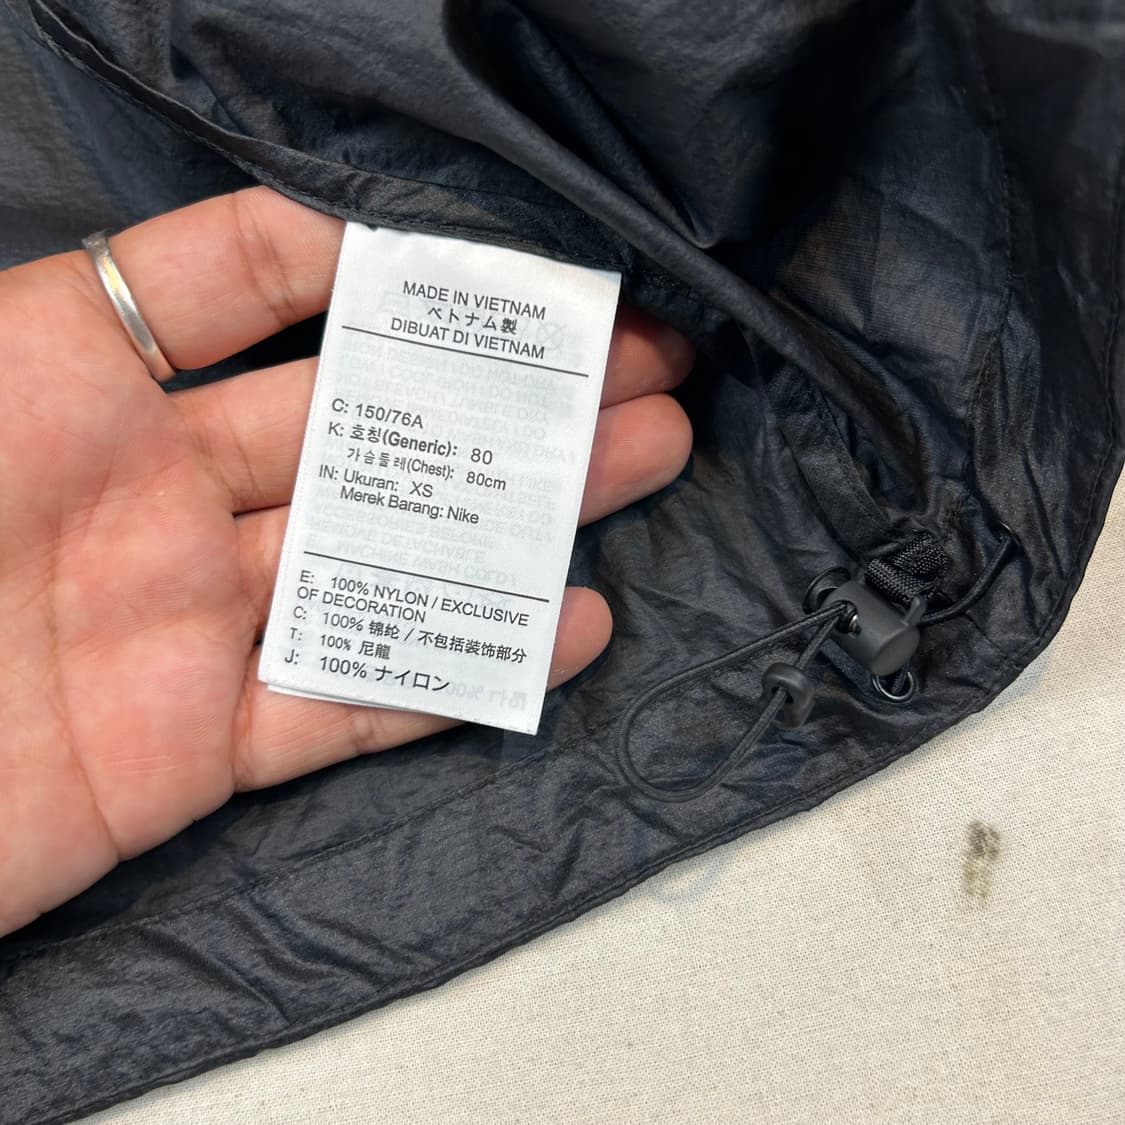 MADE IN VIETNAM
ベトナム製
DIBUAT DI VIETNAM
C: 150/76A
K: 호칭(Generic): 80
가슴둘레(Chest): 80cm
IN: Ukuran: XS
Merek Barang: Nike
E: 100% NYLON / EXCLUSIVE
OF DECORATION
C: 100% 锦纶 / 不包括装饰部分
T: 100% 尼龍
J: 100% ナイロン